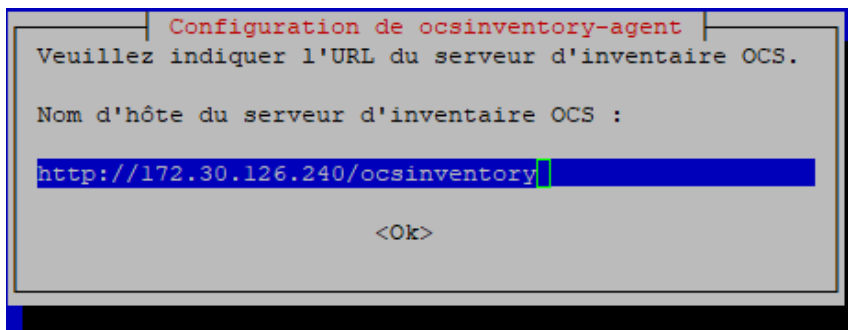 Configuration de ocsinventory-agent
Veuillez indiquer l'URL du serveur d'inventaire OCS.
Nom d'hôte du serveur d'inventaire OCS :
http://172.30.126.240/ocsinventory
<Ok>